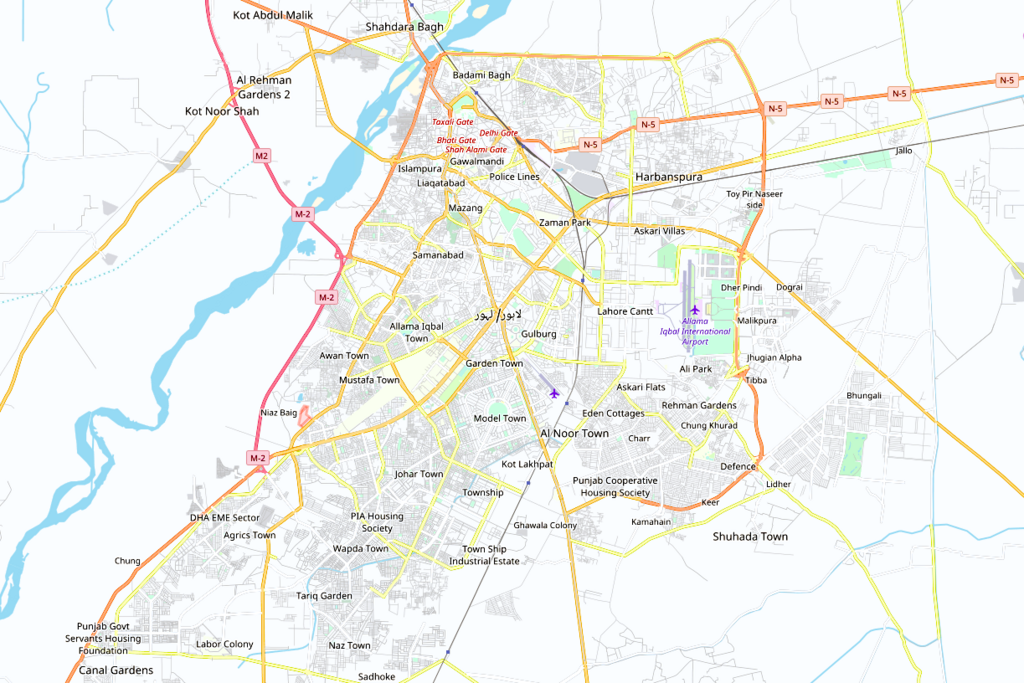 Kot Abdul Malik
Shahdara Bagh
Badami Bagh
Al Rehman
Gardens 2
N-5
N-5
N-5
N-5
Kot Noor Shah
Taxali Gate
Delhi Gate
Bhati Gate
Shah Alami Gate
N-5
M2
Gawalmandi
Jallo
Islampura
Police Lines
Harbanspura
Liaqatabad
Toy Pir Naseer
side
Mazang
M-2
Zaman Park
Askari Villas
Samanabad
Dher Pindi
Dograi
M-2
لاہور/ لہور
Lahore Cantt
Allama
Iqbal International
Airport
Malikpura
Allama Iqbal
Town
Gulburg
Awan Town
Garden Town
Jhugian Alpha
Ali Park
Mustafa Town
Tibba
Askari Flats
Bhungali
Niaz Baig
Model Town
Eden Cottages
Rehman Gardens
Chung Khurad
Al Noor Town
Charr
M-2
Kot Lakhpat
Defence
Johar Town
Punjab Cooperative
Housing Society
Lidher
Township
Keer
DHA EME Sector
PIA Housing
Society
Ghawala Colony
Kamahain
Agrics Town
Shuhada Town
Wapda Town
Town Ship
Industrial Estate
Chung
Tariq Garden
Punjab Govt
Servants Housing
Foundation
Labor Colony
Naz Town
Canal Gardens
Sadhoke